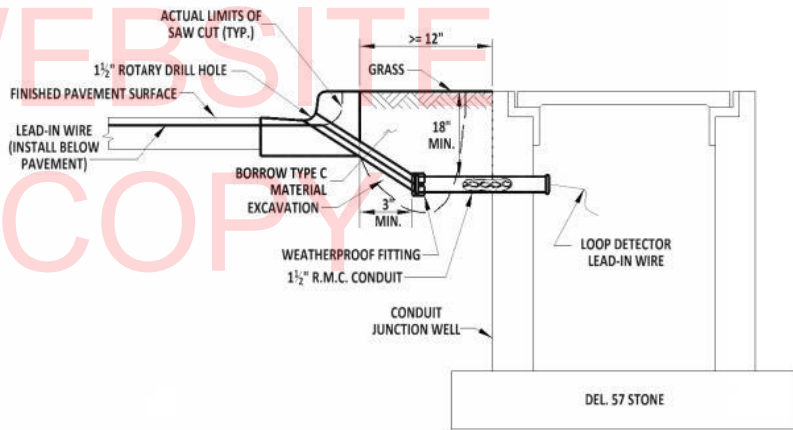 WEBSITE
COPY
ACTUAL LIMITS OF
SAW CUT (TYP.)
>= 12"
1½" ROTARY DRILL HOLE
GRASS
FINISHED PAVEMENT SURFACE
LEAD-IN WIRE
(INSTALL BELOW
PAVEMENT)
18"
MIN.
BORROW TYPE C
MATERIAL
EXCAVATION
3"
MIN.
WEATHERPROOF FITTING
1½" R.M.C. CONDUIT
LOOP DETECTOR
LEAD-IN WIRE
CONDUIT
JUNCTION WELL
DEL. 57 STONE